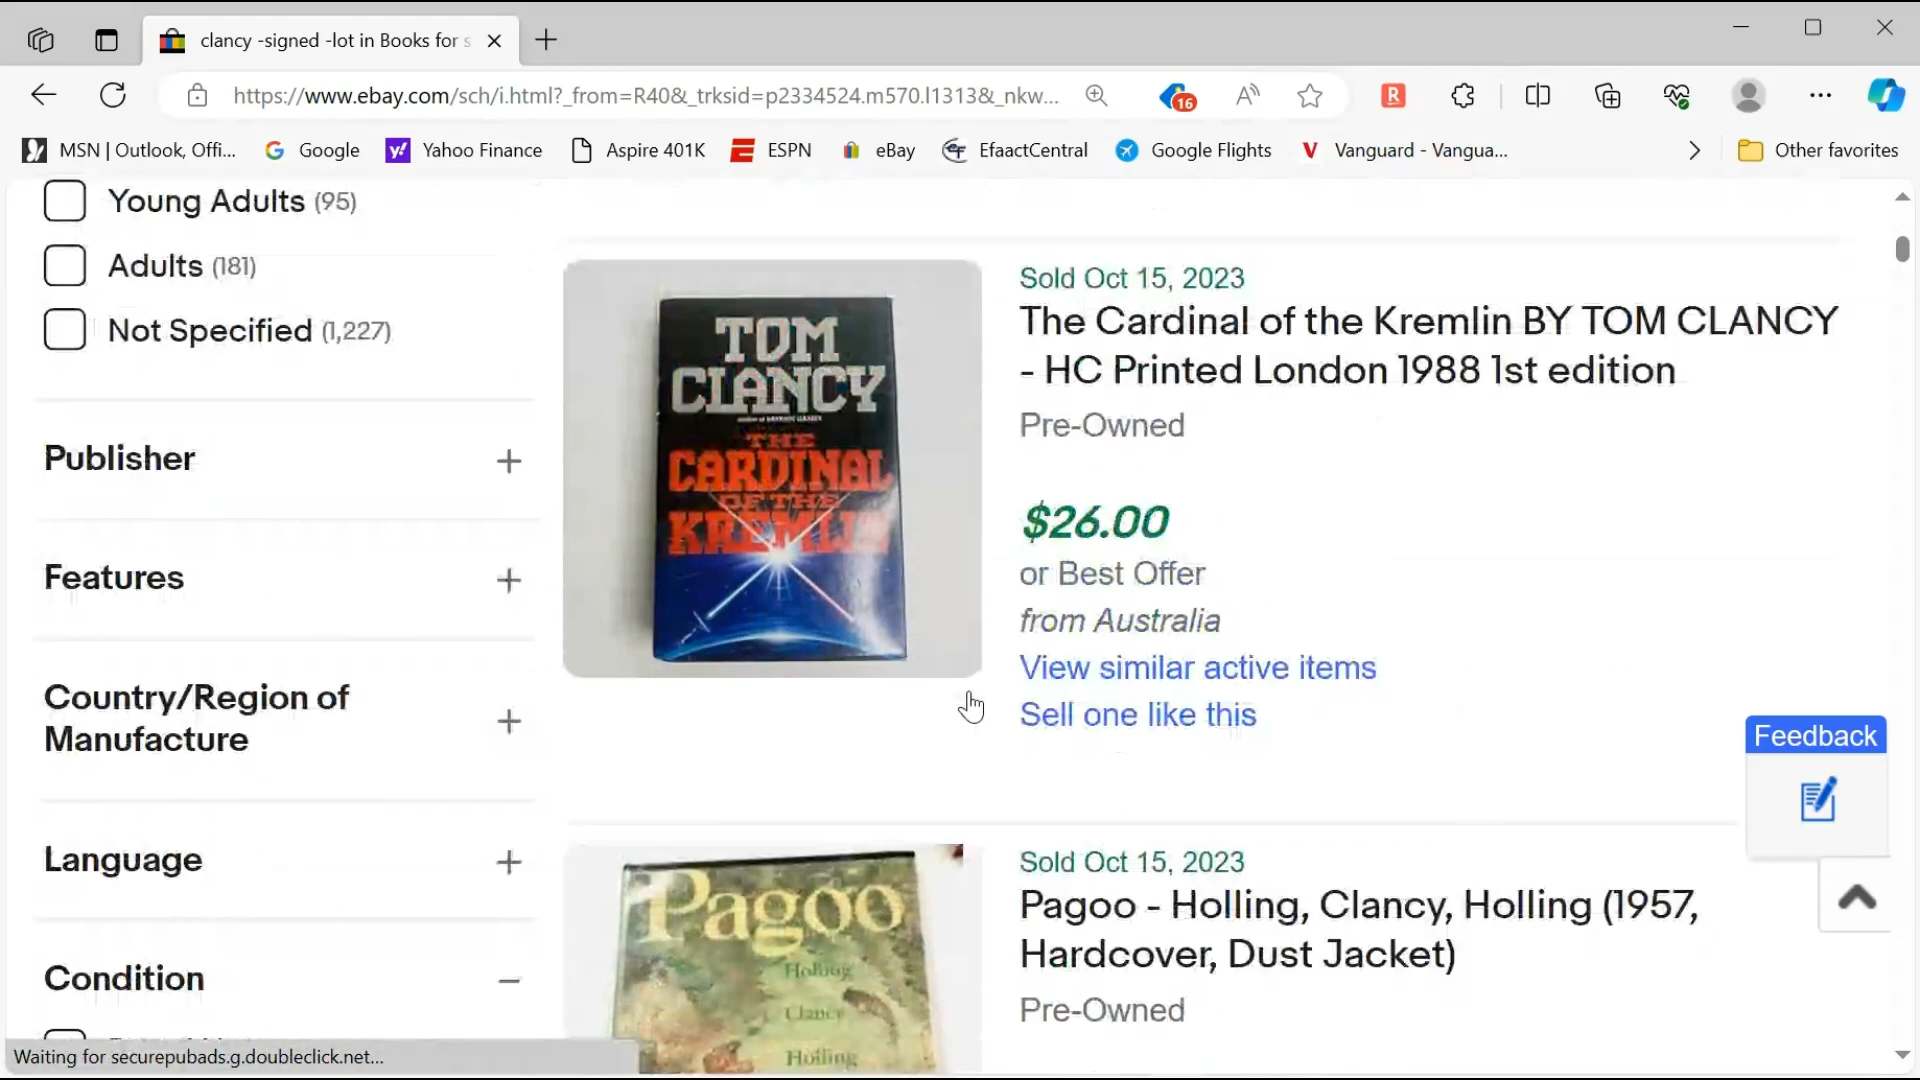 clancy -signed -lot in Books for s
https://www.ebay.com/sch/i.html?_from=R40&_trksid=p2334524.m570.l1313&_nkw...
16
R
MSN | Outlook, Offi...
Google
y!
Yahoo Finance
Aspire 401K
ESPN
eBay
EfaactCentral
Google Flights
V
Vanguard - Vangua...
Other favorites
Young Adults (95)
Adults (181)
Not Specified (1,227)
Publisher
Features
Country/Region of
Manufacture
Language
Condition
TOM
CLANCY
THE
CARDINAL
OF THE
KREMLIN
Sold Oct 15, 2023
The Cardinal of the Kremlin BY TOM CLANCY
- HC Printed London 1988 1st edition
Pre-Owned
$26.00
or Best Offer
from Australia
View similar active items
Sell one like this
Feedback
Pagoo
Holling
Clancy
Holling
Sold Oct 15, 2023
Pagoo - Holling, Clancy, Holling (1957,
Hardcover, Dust Jacket)
Pre-Owned
Waiting for securepubads.g.doubleclick.net...